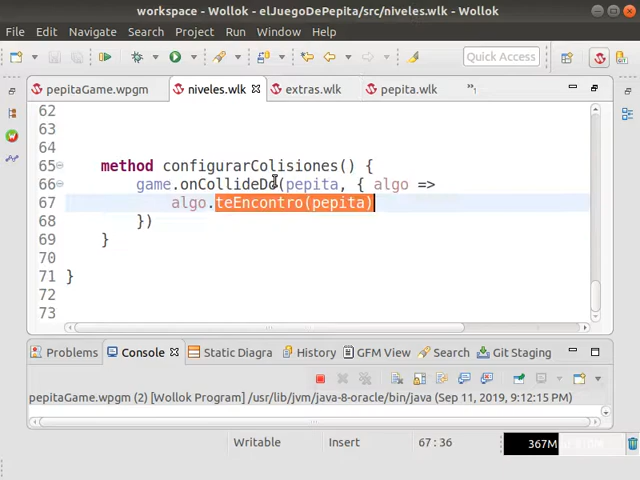 workspace - Wollok - elJuegoDePepita/src/niveles.wlk - Wollok
File Edit Navigate Search Project Run Window Help
Quick Access
pepitaGame.wpgm niveles.wlk extras.wlk pepita.wlk
62
63
64
65 method configurarColisiones() {
66 game.onCollideDo(pepita, { algo =>
67 algo.teEncontro(pepita)
68 })
69 }
70
71 }
72
73
Problems Console Static Diagra History GFM View Search Git Staging
pepitaGame.wpgm (2) [Wollok Program] /usr/lib/jvm/java-8-oracle/bin/java (Sep 11, 2019, 9:12:15 PM)
Writable Insert 67 : 36 367M